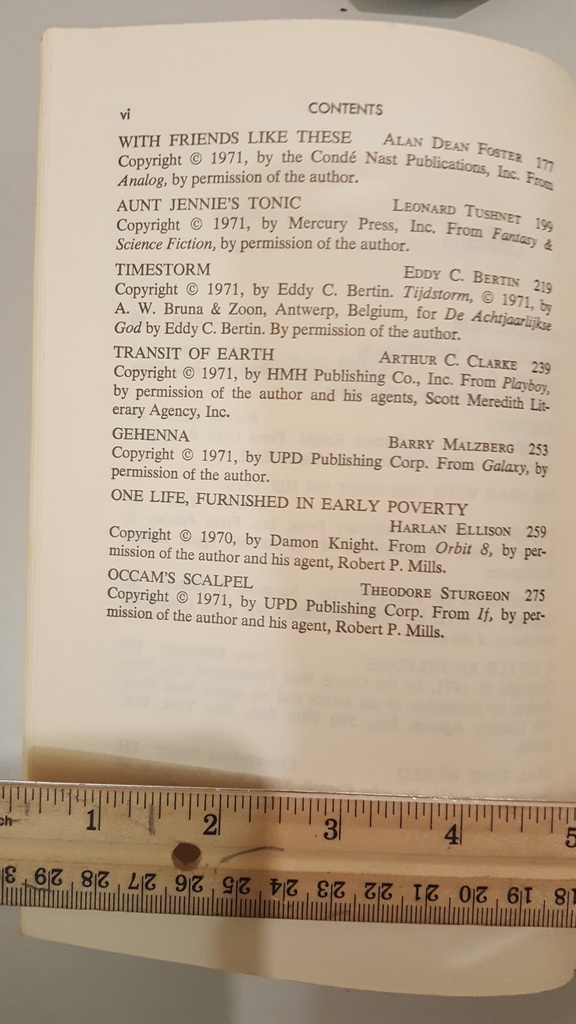 vi CONTENTS
WITH FRIENDS LIKE THESE ALAN DEAN FOSTER 177
Copyright © 1971, by the Condé Nast Publications, Inc. From
Analog, by permission of the author.
AUNT JENNIE'S TONIC LEONARD TUSHNET 199
Copyright © 1971, by Mercury Press, Inc. From Fantasy &
Science Fiction, by permission of the author.
TIMESTORM EDDY C. BERTIN 219
Copyright © 1971, by Eddy C. Bertin. Tijdstorm, © 1971, by
A. W. Bruna & Zoon, Antwerp, Belgium, for De Achtjaarlijkse
God by Eddy C. Bertin. By permission of the author.
TRANSIT OF EARTH ARTHUR C. CLARKE 239
Copyright © 1971, by HMH Publishing Co., Inc. From Playboy,
by permission of the author and his agents, Scott Meredith Lit-
erary Agency, Inc.
GEHENNA BARRY MALZBERG 253
Copyright © 1971, by UPD Publishing Corp. From Galaxy, by
permission of the author.
ONE LIFE, FURNISHED IN EARLY POVERTY
HARLAN ELLISON 259
Copyright © 1970, by Damon Knight. From Orbit 8, by per-
mission of the author and his agent, Robert P. Mills.
OCCAM'S SCALPEL THEODORE STURGEON 275
Copyright © 1971, by UPD Publishing Corp. From If, by per-
mission of the author and his agent, Robert P. Mills.
1 2 3 4 5
29 28 27 26 25 24 23 22 21 20 19 18